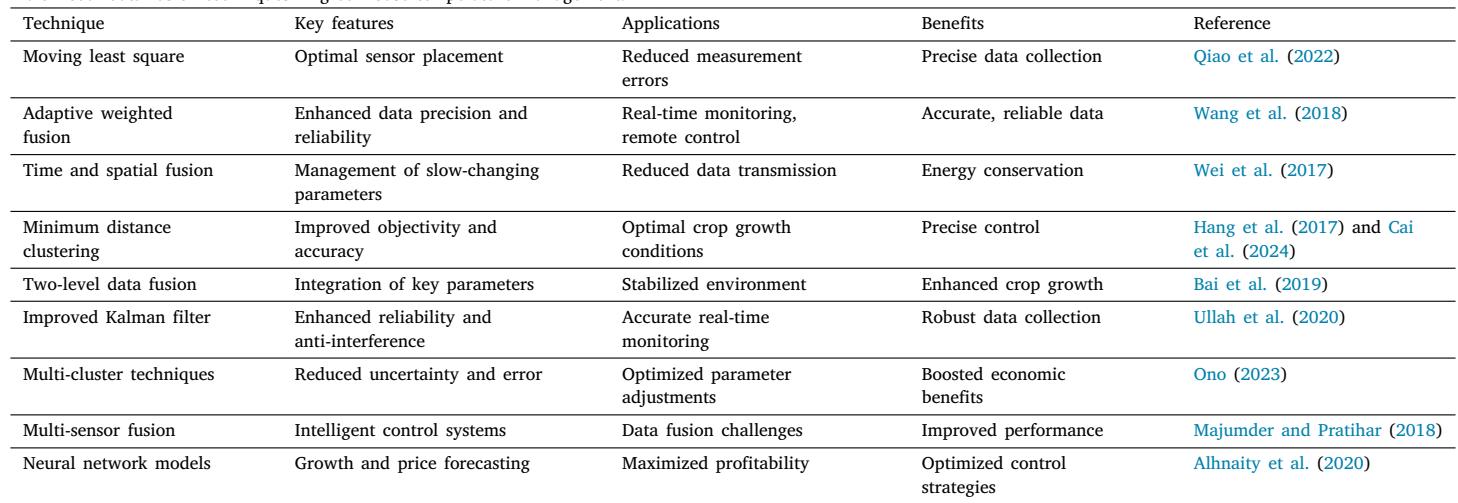 Technique Key features Applications Benefits Reference
Moving least square Optimal sensor placement Reduced measurement errors Precise data collection Qiao et al. (2022)
Adaptive weighted fusion Enhanced data precision and reliability Real-time monitoring, remote control Accurate, reliable data Wang et al. (2018)
Time and spatial fusion Management of slow-changing parameters Reduced data transmission Energy conservation Wei et al. (2017)
Minimum distance clustering Improved objectivity and accuracy Optimal crop growth conditions Precise control Hang et al. (2017) and Cai et al. (2024)
Two-level data fusion Integration of key parameters Stabilized environment Enhanced crop growth Bai et al. (2019)
Improved Kalman filter Enhanced reliability and anti-interference Accurate real-time monitoring Robust data collection Ullah et al. (2020)
Multi-cluster techniques Reduced uncertainty and error Optimized parameter adjustments Boosted economic benefits Ono (2023)
Multi-sensor fusion Intelligent control systems Data fusion challenges Improved performance Majumder and Pratihar (2018)
Neural network models Growth and price forecasting Maximized profitability Optimized control strategies Alhnaity et al. (2020)